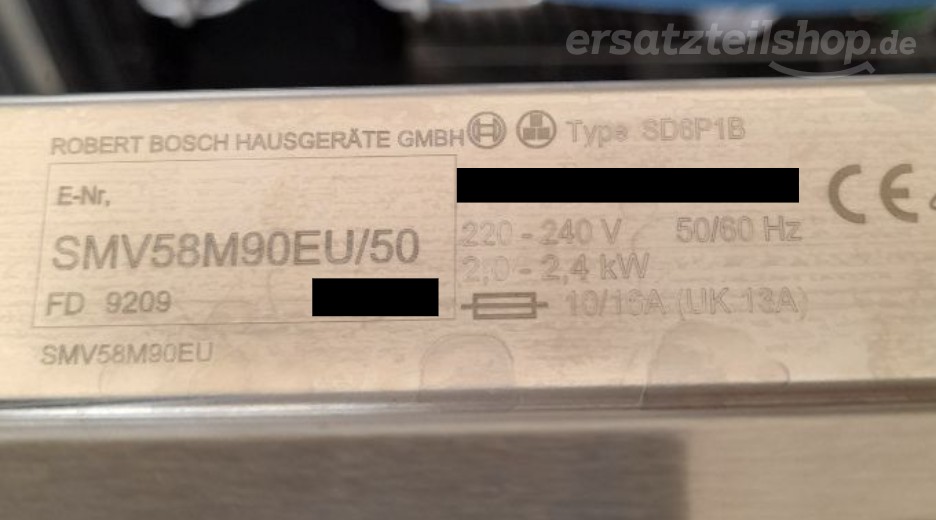 ersatzteilshop.de
ROBERT BOSCH HAUSGERÄTE GMBH Type SD6P1B
E-Nr,
220 - 240 V 50/60 Hz
SMV58M90EU/50
2,0 - 2,4 kW
FD 9209
10/16A (UK 13A)
SMV58M90EU
CE